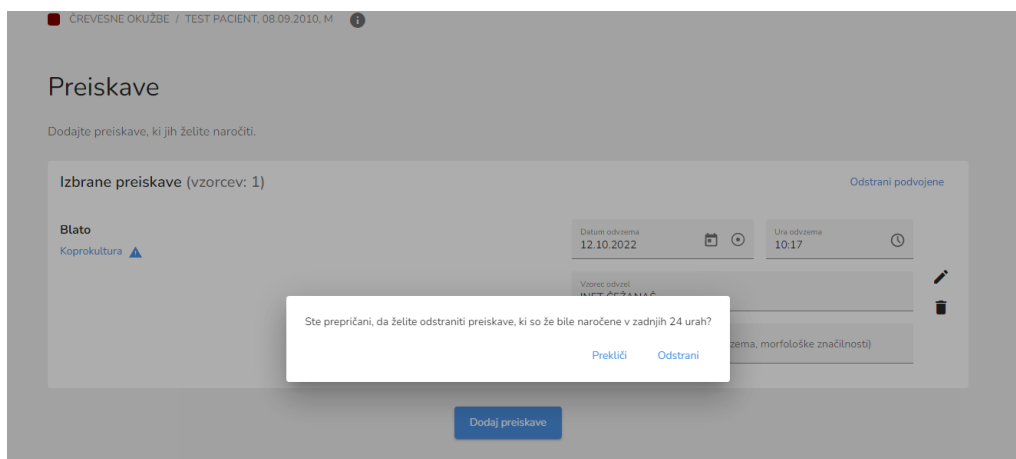 ČREVESNE OKUŽBE / TEST PACIENT, 08.09.2010, M
Preiskave
Dodajte preiskave, ki jih želite naročiti.
Izbrane preiskave (vzorcev: 1)
Odstrani podvojene
Blato
Koprokultura
Datum odvzema
12.10.2022
Ura odvzema
10:17
Vzorec odvzel
Ste prepričani, da želite odstraniti preiskave, ki so že bile naročene v zadnjih 24 urah?
Prekliči Odstrani
morfološke značilnosti)
Dodaj preiskave